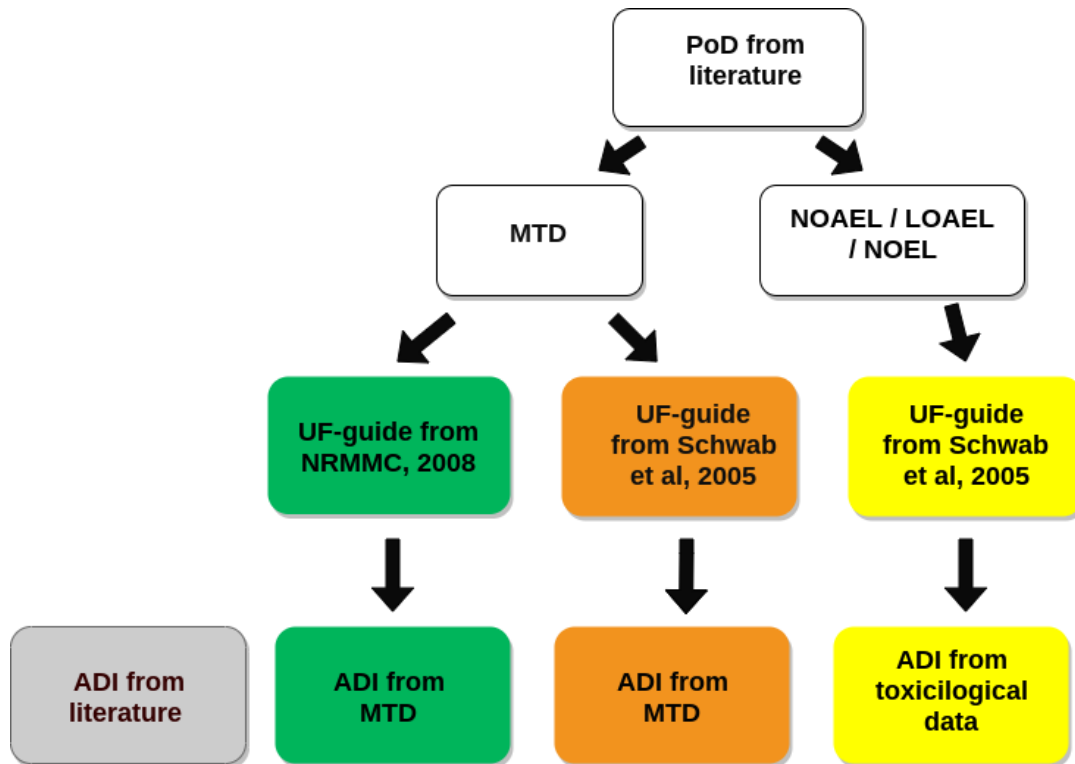 PoD from
literature
MTD
NOAEL / LOAEL
/ NOEL
UF-guide from
NRMMC, 2008
UF-guide
from Schwab
et al, 2005
UF-guide
from Schwab
et al, 2005
ADI from
literature
ADI from
MTD
ADI from
MTD
ADI from
toxicilogical
data